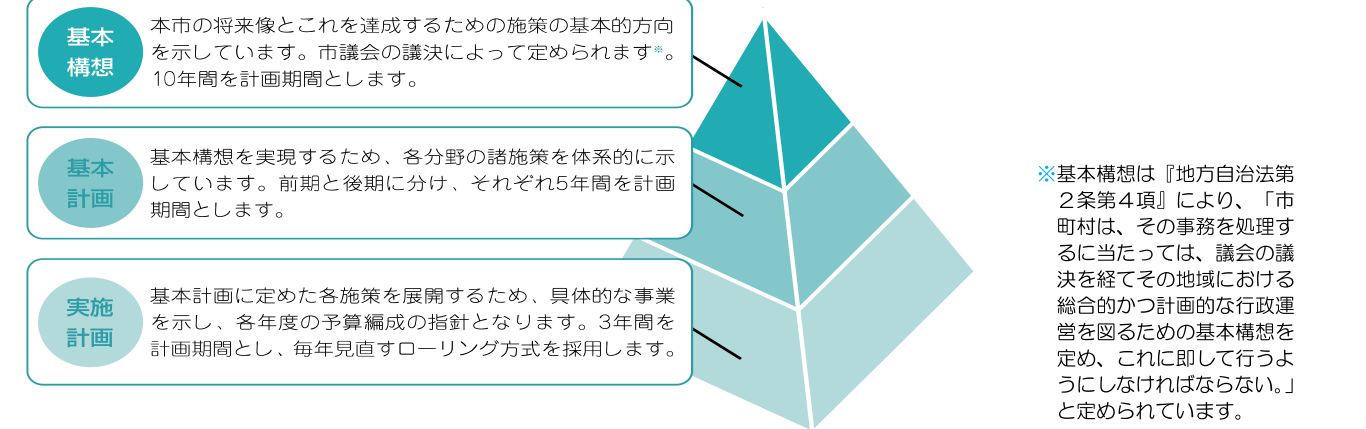 基本
構想
本市の将来像とこれを達成するための施策の基本的方向
を示しています。市議会の議決によって定められます※。
10年間を計画期間とします。
基本
計画
基本構想を実現するため、各分野の諸施策を体系的に示
しています。前期と後期に分け、それぞれ5年間を計画
期間とします。
実施
計画
基本計画に定めた各施策を展開するため、具体的な事業
を示し、各年度の予算編成の指針となります。3年間を
計画期間とし、毎年見直すローリング方式を採用します。
※基本構想は『地方自治法第
２条第４項』により、「市
町村は、その事務を処理す
るに当たっては、議会の議
決を経てその地域における
総合的かつ計画的な行政運
営を図るための基本構想を
定め、これに即して行うよ
うにしなければならない。」
と定められています。